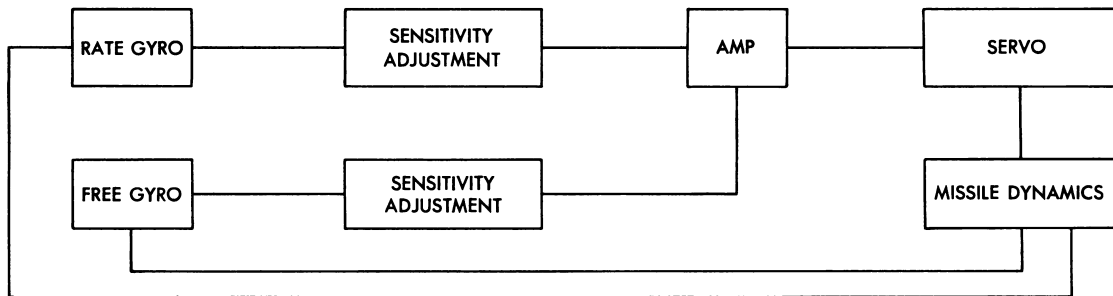 RATE GYRO
SENSITIVITY
ADJUSTMENT
AMP
SERVO
FREE GYRO
SENSITIVITY
ADJUSTMENT
MISSILE DYNAMICS